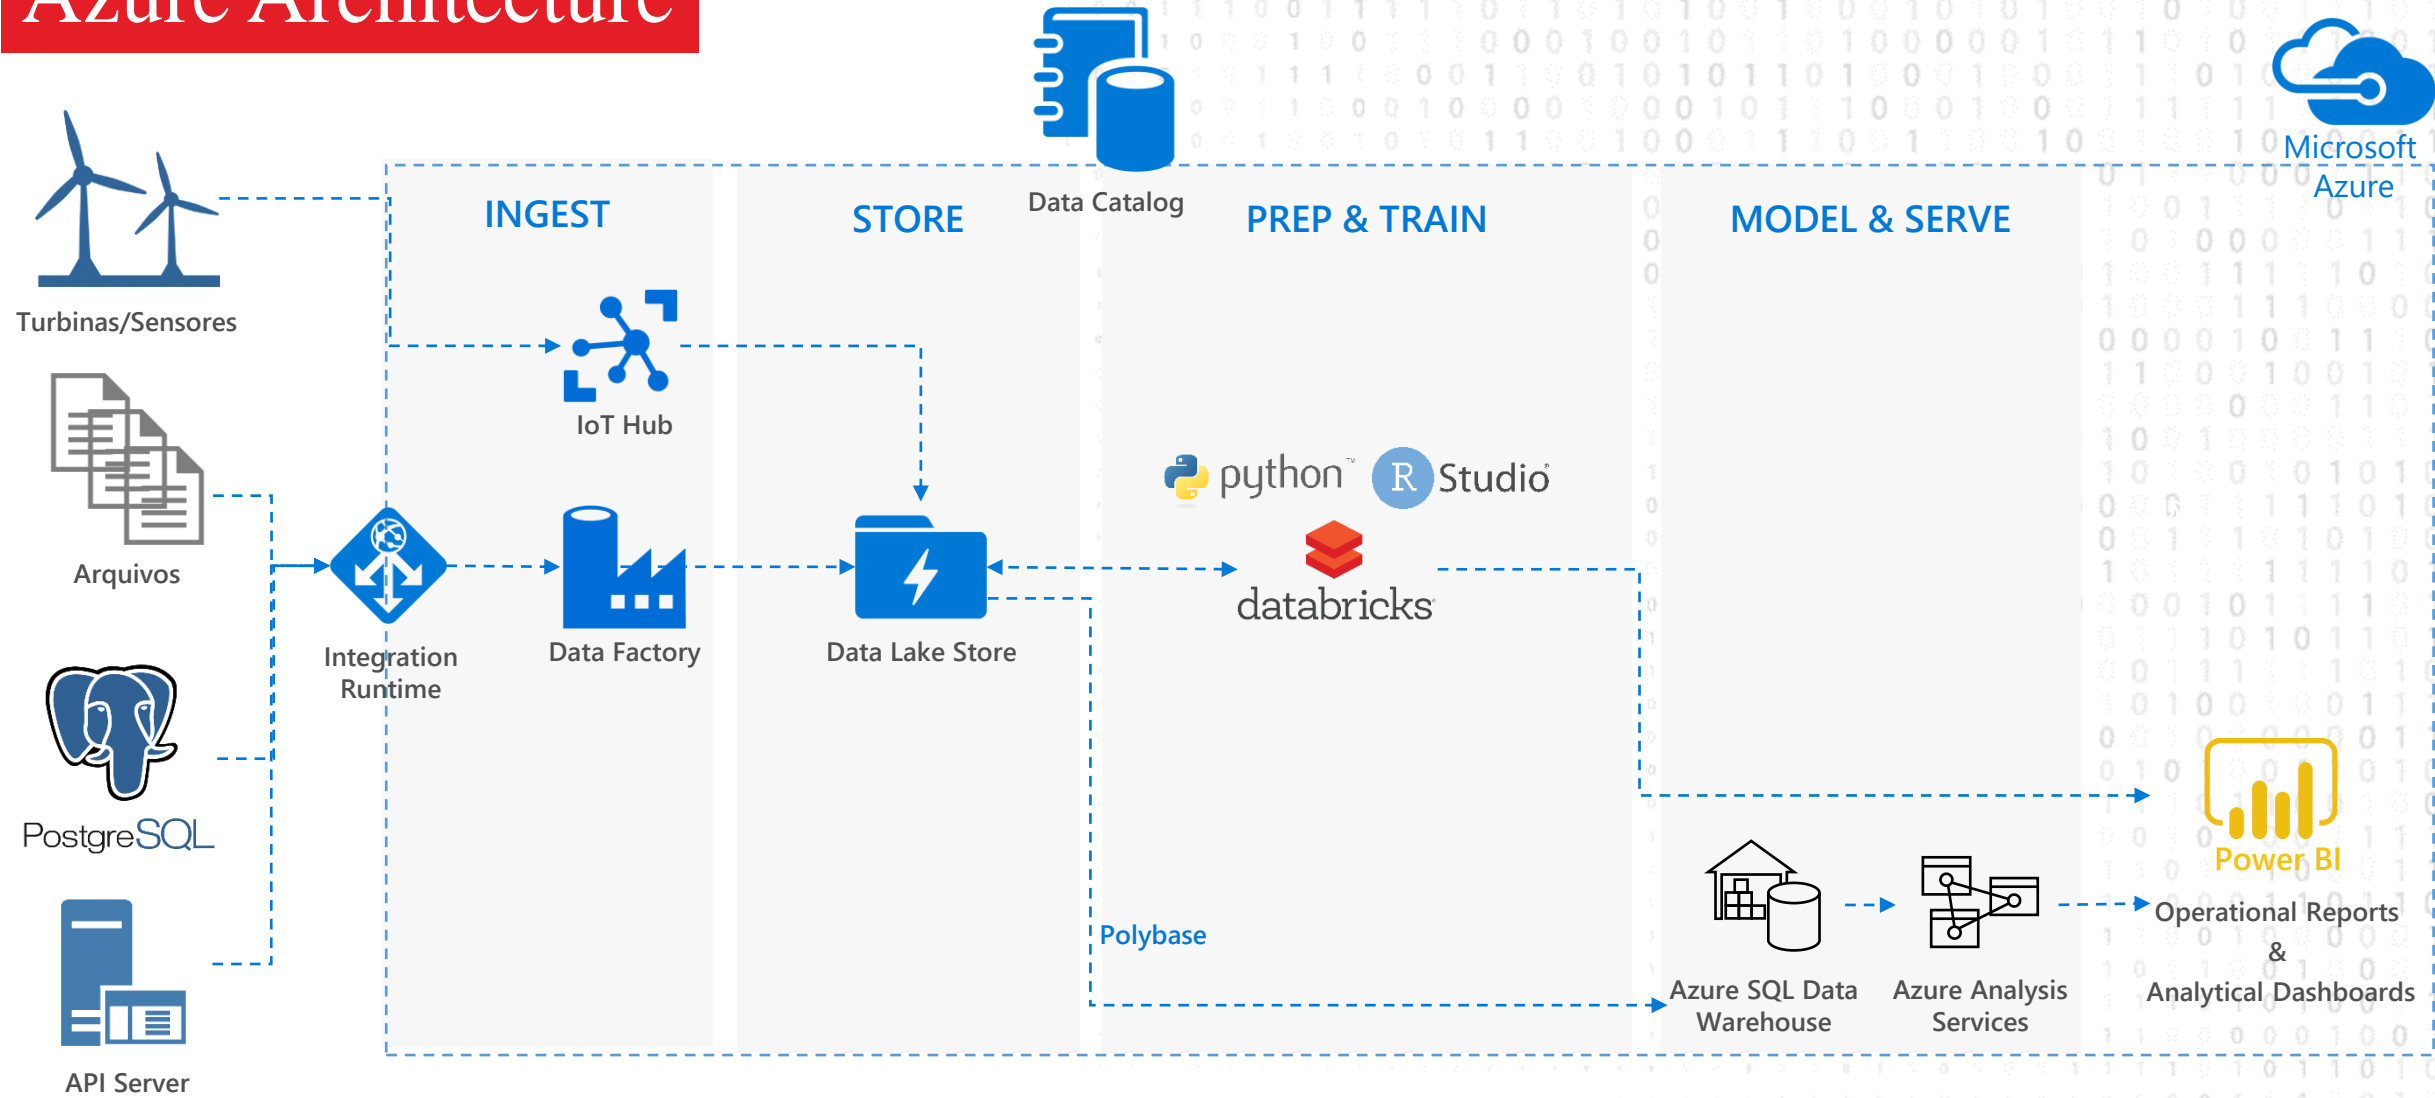 Azure Architecture
Microsoft
Azure
Data Catalog
INGEST
STORE
PREP & TRAIN
MODEL & SERVE
Turbinas/Sensores
IoT Hub
python™
R Studio®
Arquivos
databricks
Integration
Runtime
Data Factory
Data Lake Store
PostgreSQL
Power BI
Polybase
Operational Reports
&
Analytical Dashboards
Azure SQL Data
Warehouse
Azure Analysis
Services
API Server